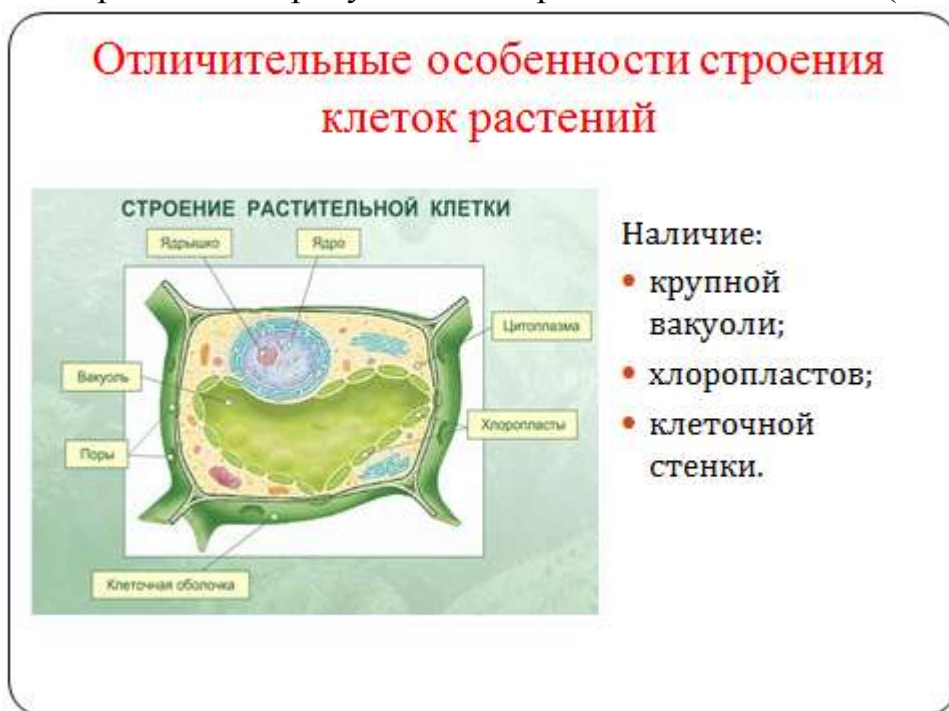 Отличительные особенности строения
клеток растений
СТРОЕНИЕ РАСТИТЕЛЬНОЙ КЛЕТКИ
Ядрышко
Ядро
Цитоплазма
Вакуоль
Хлоропласты
Поры
Клеточная оболочка
Наличие:
• крупной
вакуоли;
• хлоропластов;
• клеточной
стенки.